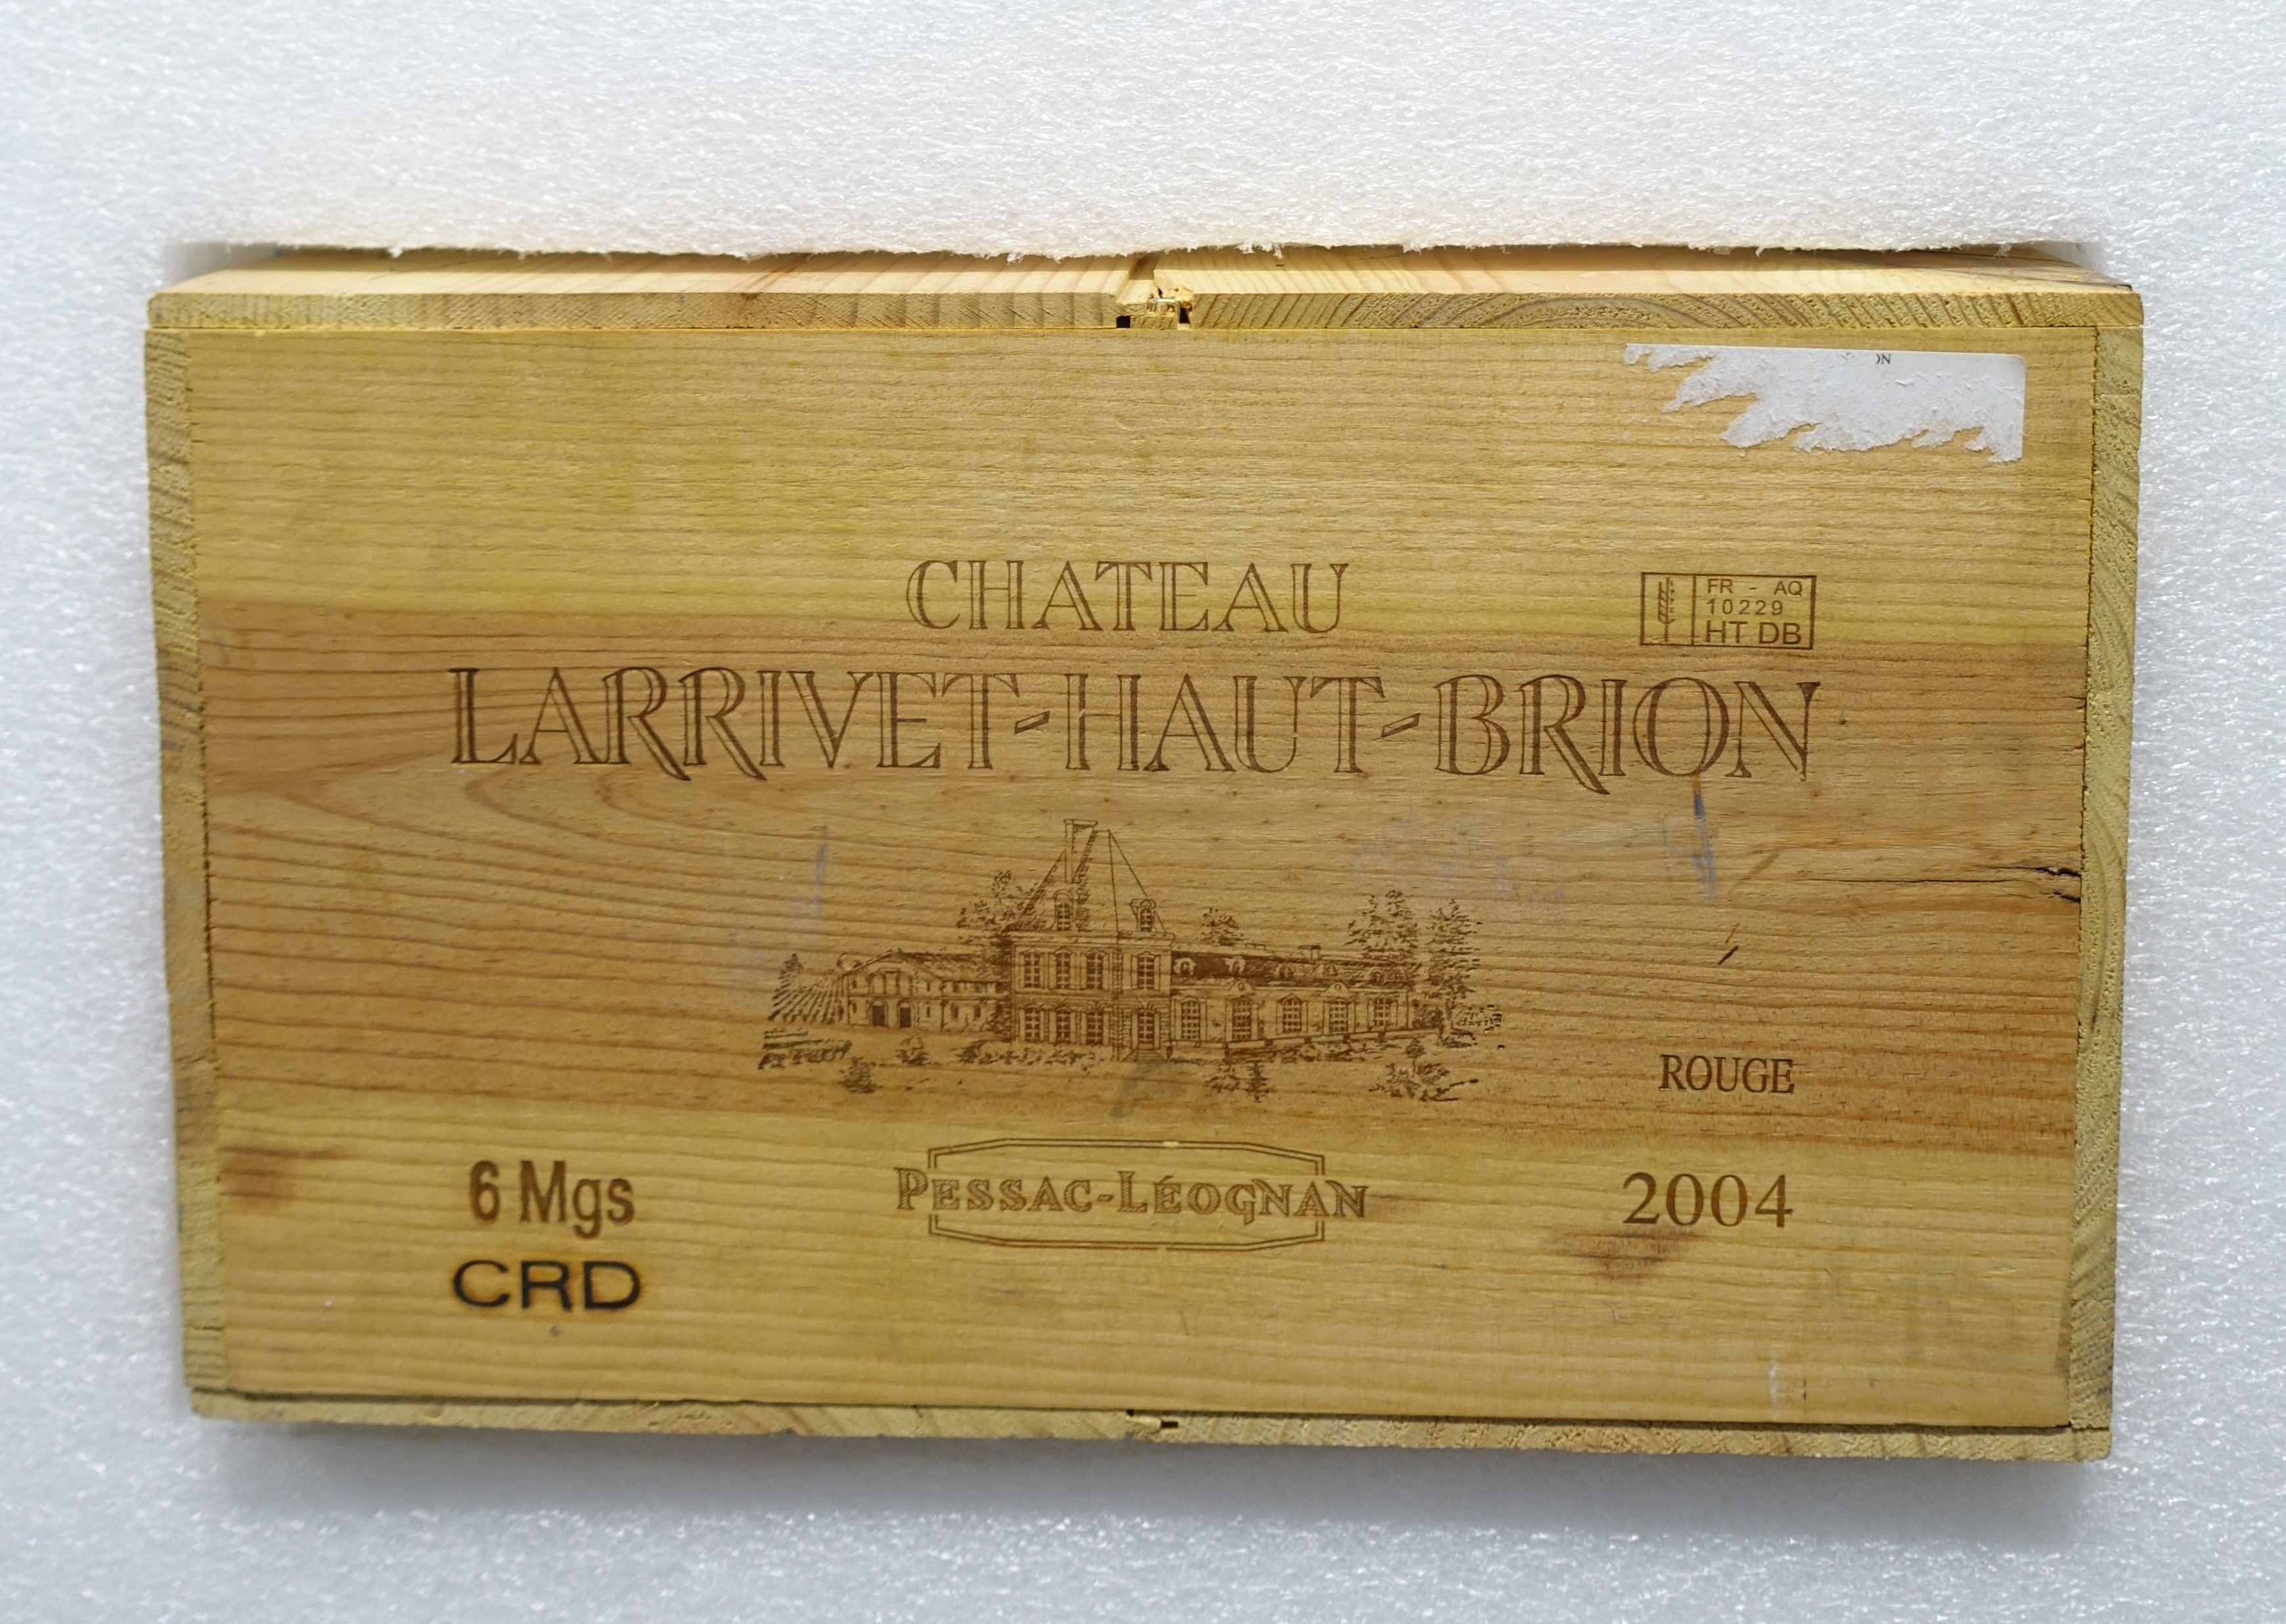 CHATEAU
FR - AQ
10229
HT DB
LARRIVET-HAUT-BRION
ROUGE
6 Mgs
PESSAC-LÉOGNAN
2004
CRD